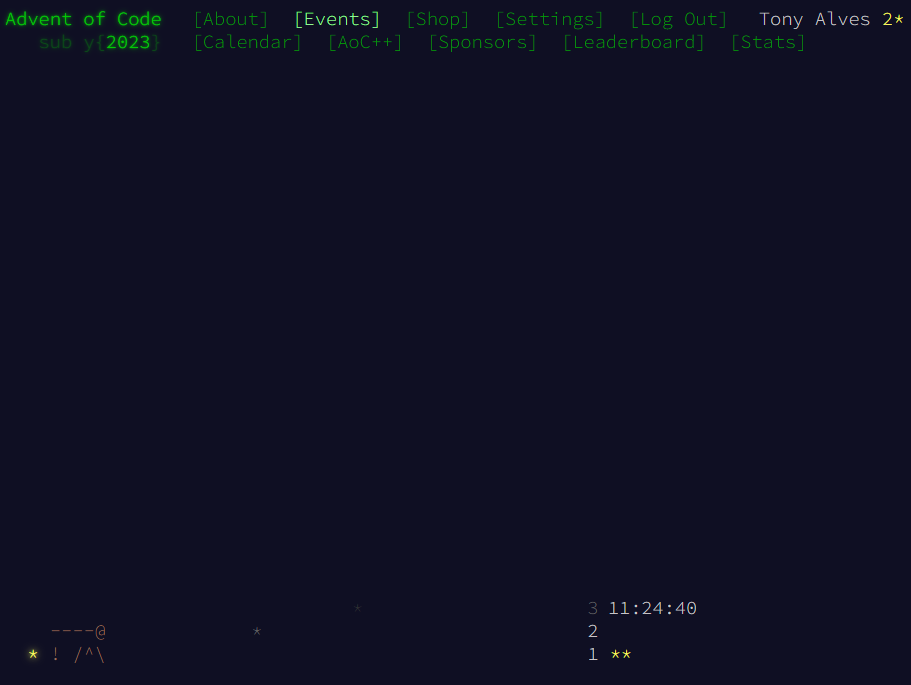 Advent of Code [About] [Events] [Shop] [Settings] [Log Out] Tony Alves 2*
sub y{2023} [Calendar] [AoC++] [Sponsors] [Leaderboard] [Stats]
* 3 11:24:40
----@ * 2
* ! /^\ 1 **